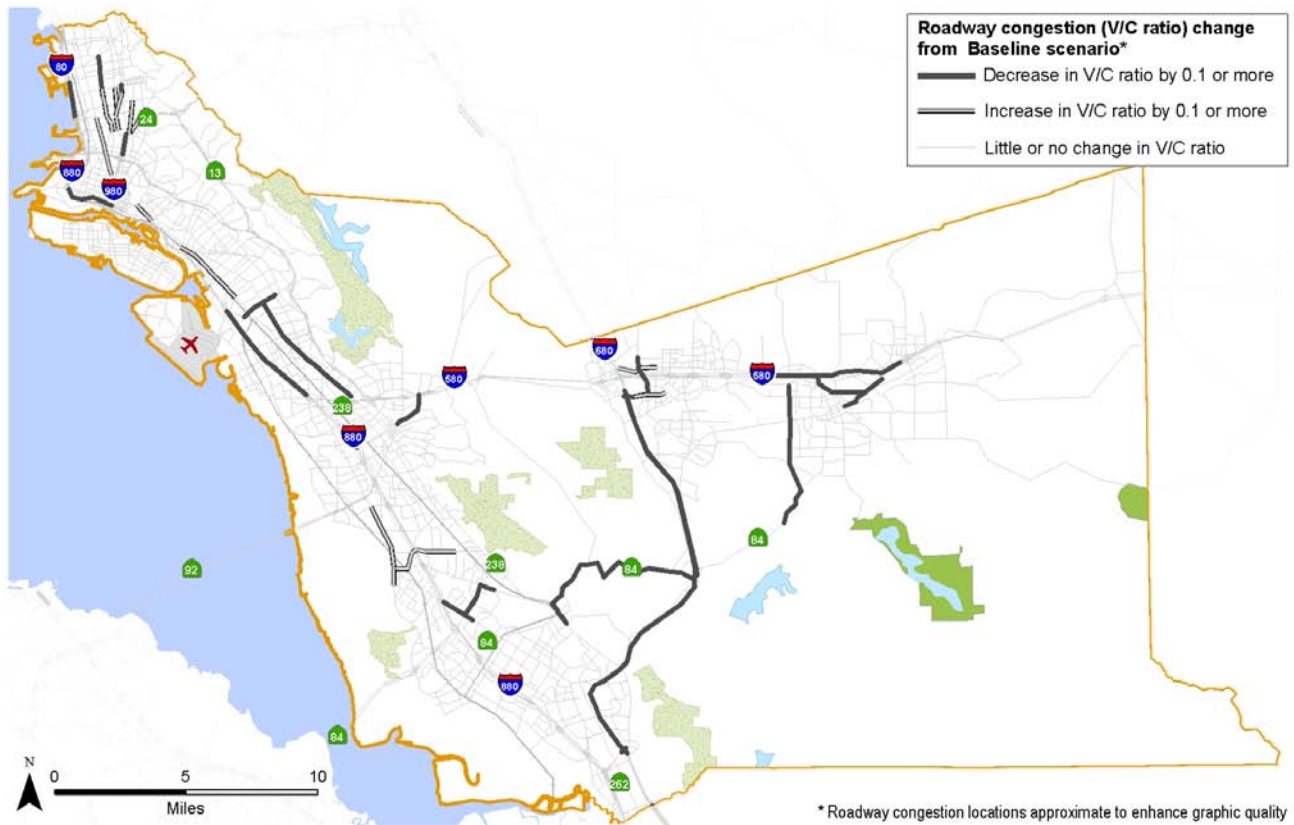 Roadway congestion (V/C ratio) change
from Baseline scenario*
Decrease in V/C ratio by 0.1 or more
Increase in V/C ratio by 0.1 or more
Little or no change in V/C ratio
80
24
13
880
980
680
580
680
238
880
84
92
238
84
84
880
84
262
N
0 5 10
Miles
* Roadway congestion locations approximate to enhance graphic quality